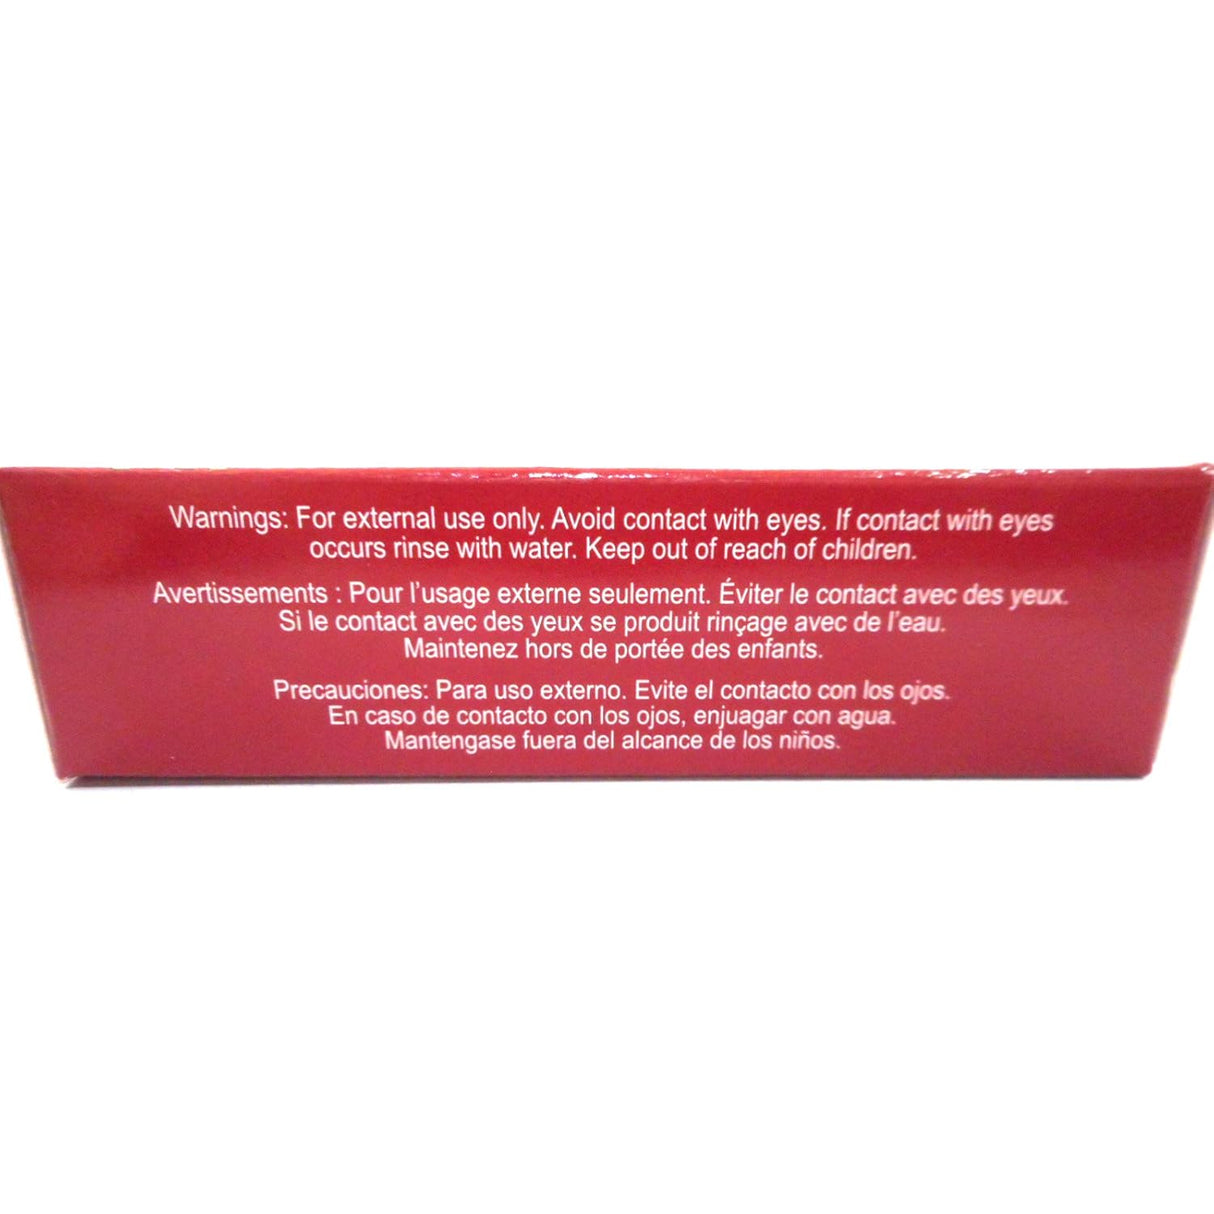 Warnings: For external use only. Avoid contact with eyes. If contact with eyes
occurs rinse with water. Keep out of reach of children.
Avertissements : Pour l’usage externe seulement. Éviter le contact avec des yeux.
Si le contact avec des yeux se produit rinçage avec de l’eau.
Maintenez hors de portée des enfants.
Precauciones: Para uso externo. Evite el contacto con los ojos.
En caso de contacto con los ojos, enjuagar con agua.
Mantengase fuera del alcance de los niños.